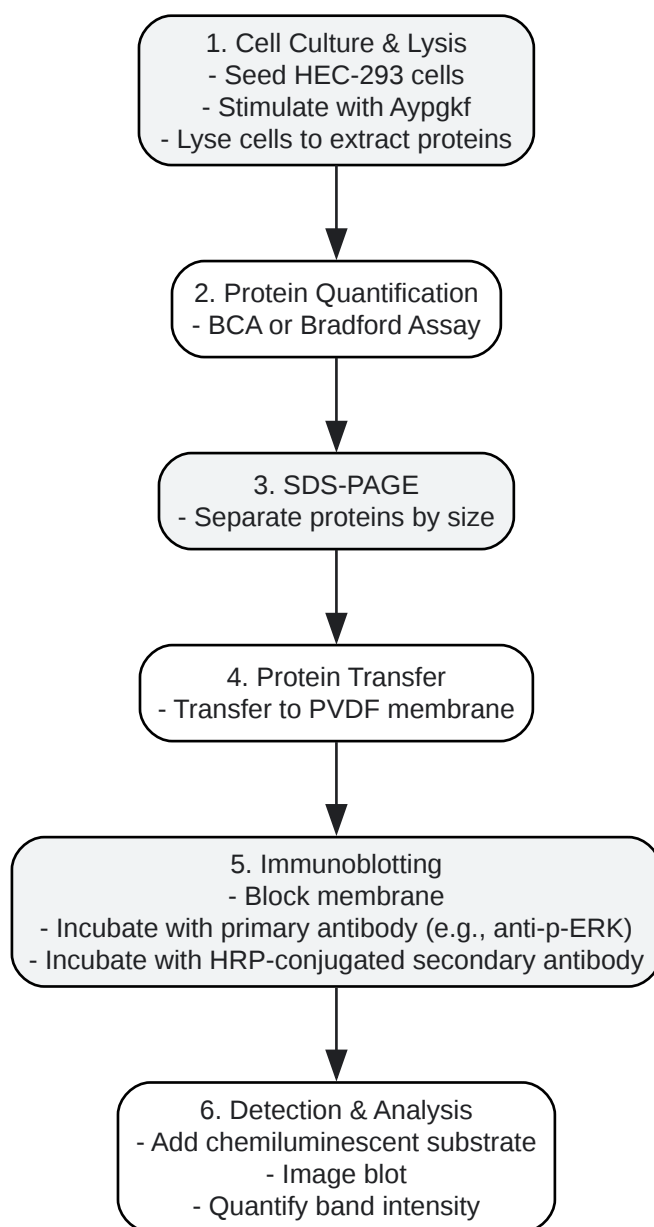 1. Cell Culture & Lysis
- Seed HEC-293 cells
- Stimulate with Aypgkf
- Lyse cells to extract proteins
2. Protein Quantification
- BCA or Bradford Assay
3. SDS-PAGE
- Separate proteins by size
4. Protein Transfer
- Transfer to PVDF membrane
5. Immunoblotting
- Block membrane
- Incubate with primary antibody (e.g., anti-p-ERK)
- Incubate with HRP-conjugated secondary antibody
6. Detection & Analysis
- Add chemiluminescent substrate
- Image blot
- Quantify band intensity